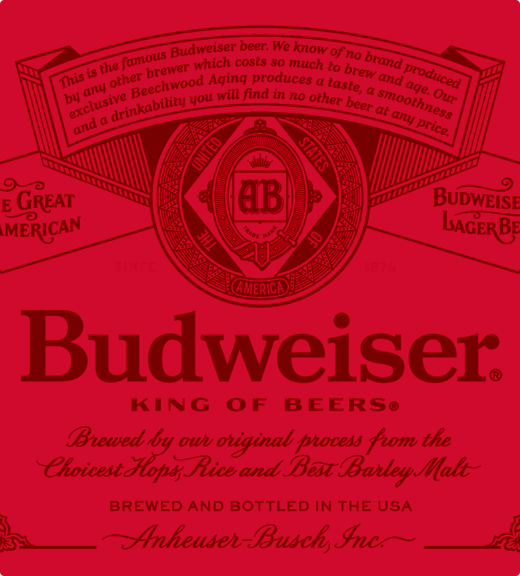 This is the famous Budweiser beer. We know of no brand produced
by any other brewer which costs so much to brew and age. Our
exclusive Beechwood Aging produces a taste, a smoothness
and a drinkability you will find in no other beer at any price.
UNITED STATES
AB
TRADE MARK
THE OF
AMERICA
E GREAT
AMERICAN
BUDWEISE
LAGER BE
SINCE 1876
Budweiser®
KING OF BEERS®
Brewed by our original process from the
Choicest Hops, Rice and Best Barley Malt
BREWED AND BOTTLED IN THE USA
Anheuser-Busch, Inc.